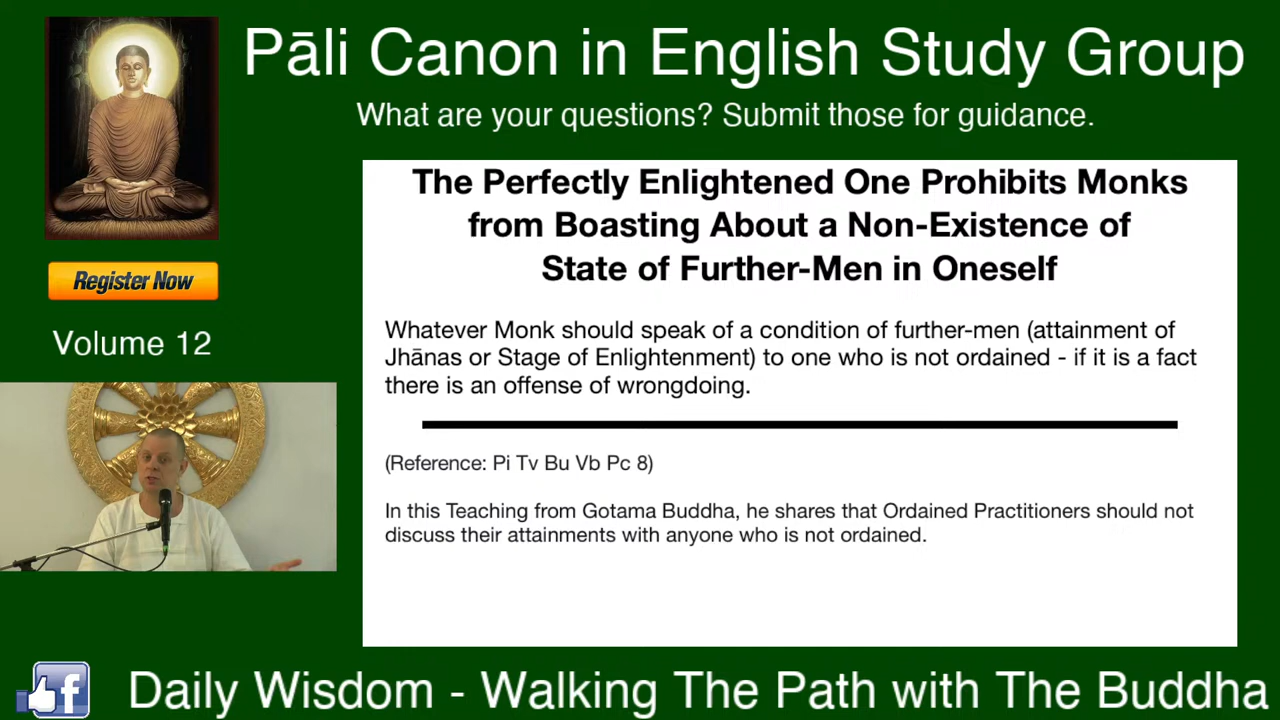 Pāli Canon in English Study Group
What are your questions? Submit those for guidance.
Register Now
Volume 12
The Perfectly Enlightened One Prohibits Monks
from Boasting About a Non-Existence of
State of Further-Men in Oneself
Whatever Monk should speak of a condition of further-men (attainment of
Jhānas or Stage of Enlightenment) to one who is not ordained - if it is a fact
there is an offense of wrongdoing.
(Reference: Pi Tv Bu Vb Pc 8)
In this Teaching from Gotama Buddha, he shares that Ordained Practitioners should not
discuss their attainments with anyone who is not ordained.
f
Daily Wisdom - Walking The Path with The Buddha